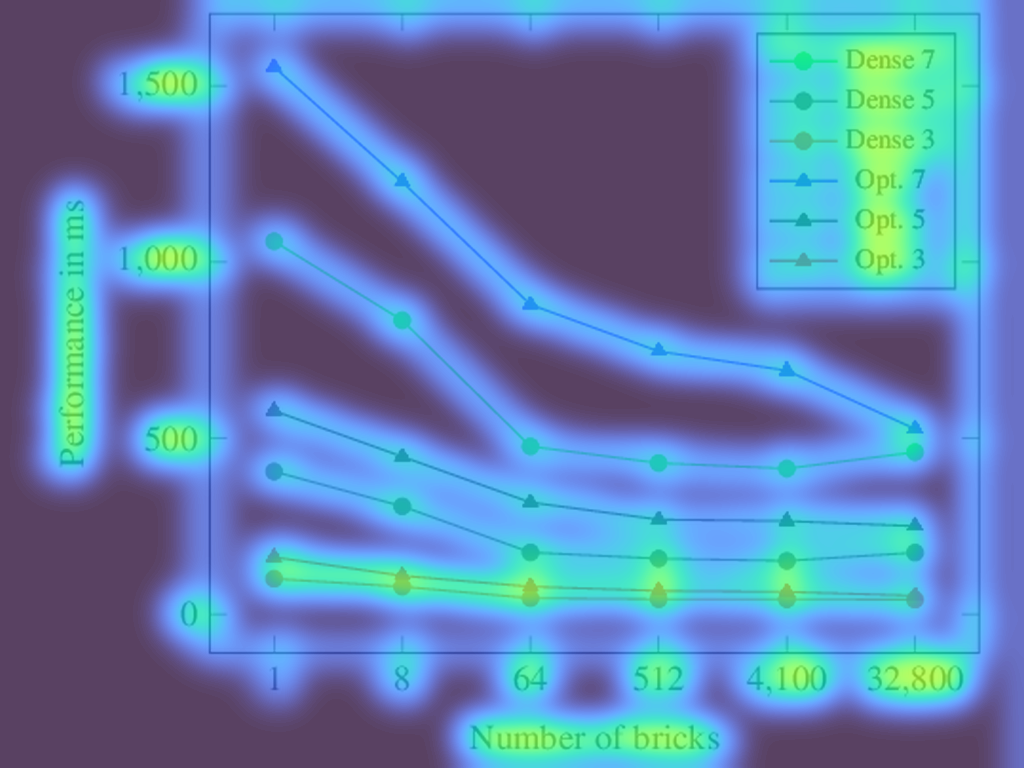 1,500
1,000
500
0
Performance in ms
1
8
64
512
4,100
32,800
Number of bricks
Dense 7
Dense 5
Dense 3
Opt. 7
Opt. 5
Opt. 3